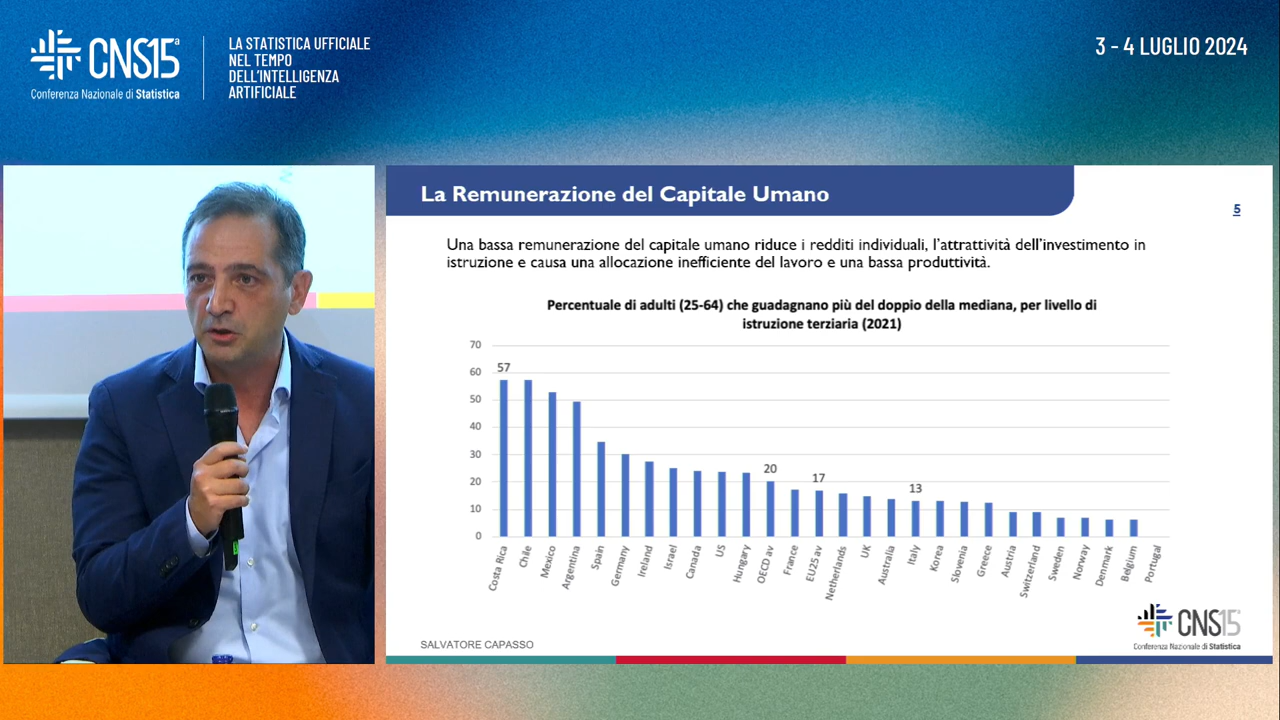 CNS15ª
Conferenza Nazionale di Statistica
LA STATISTICA UFFICIALE
NEL TEMPO
DELL'INTELLIGENZA
ARTIFICIALE
3 - 4 LUGLIO 2024
La Remunerazione del Capitale Umano
5
Una bassa remunerazione del capitale umano riduce i redditi individuali, l'attrattività dell'investimento in
istruzione e causa una allocazione inefficiente del lavoro e una bassa produttività.
Percentuale di adulti (25-64) che guadagnano più del doppio della mediana, per livello di
istruzione terziaria (2021)
70
60
50
40
30
20
10
0
57
20
17
13
Costa Rica
Chile
Mexico
Argentina
Spain
Germany
Ireland
Israel
Canada
US
Hungary
OECD av
France
EU25 av
Netherlands
UK
Australia
Italy
Korea
Slovenia
Greece
Austria
Switzerland
Sweden
Norway
Denmark
Belgium
Portugal
SALVATORE CAPASSO
CNS15ª
Conferenza Nazionale di Statistica